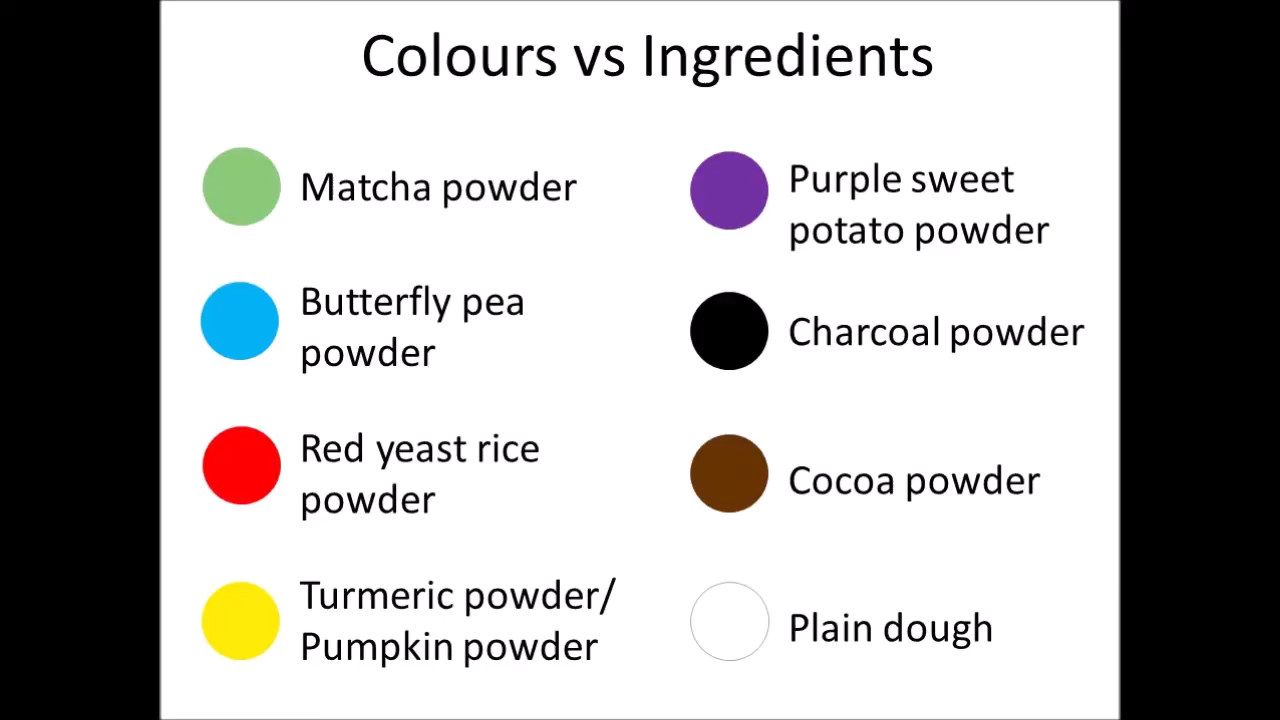 Colours vs Ingredients
Matcha powder
Butterfly pea
powder
Red yeast rice
powder
Turmeric powder/
Pumpkin powder
Purple sweet
potato powder
Charcoal powder
Cocoa powder
Plain dough